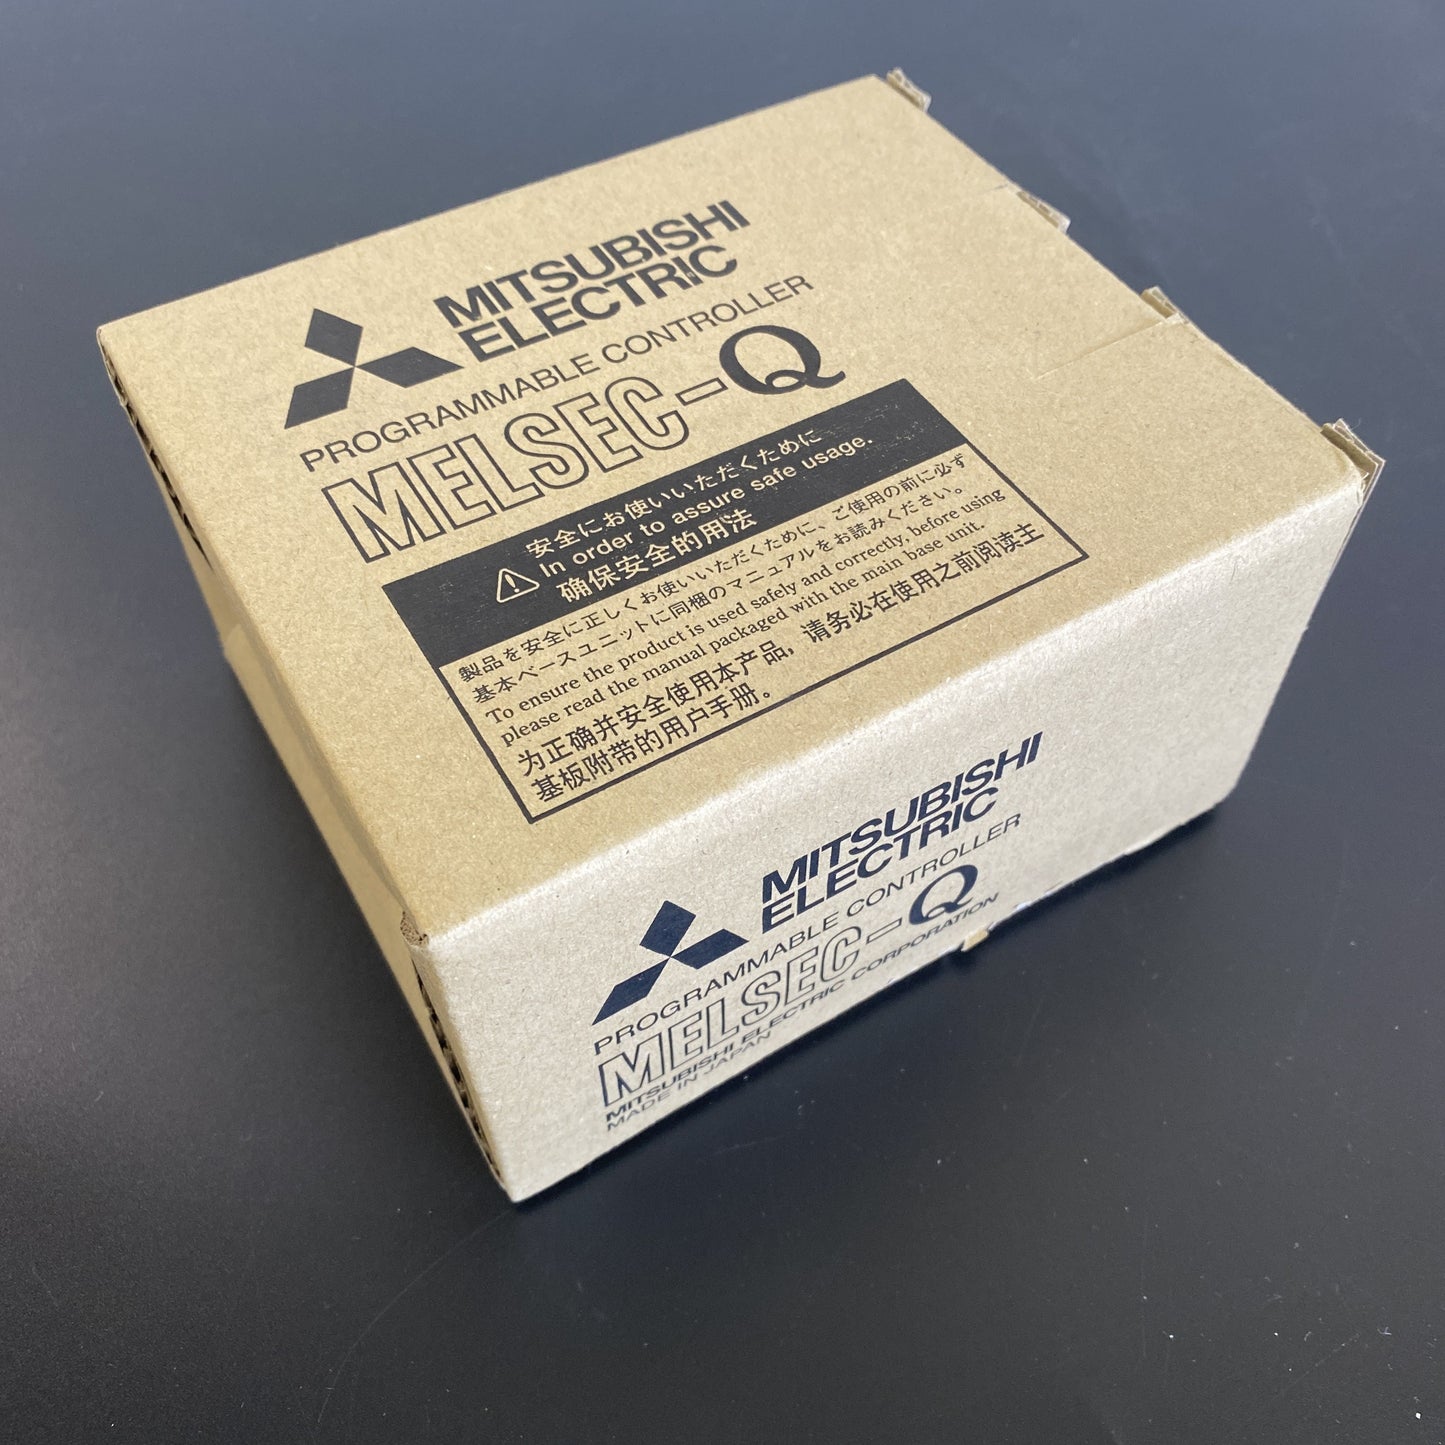 MITSUBISHI
ELECTRIC
PROGRAMMABLE CONTROLLER
MELSEC-Q
安全にお使いいただくために
In order to assure safe usage.
确保安全的用法
製品を安全に正しくお使いいただくために、ご使用の前に必ず
基本ベースユニットに同梱のマニュアルをお読みください。
To ensure the product is used safely and correctly, before using
please read the manual packaged with the main base unit.
为正确并安全使用本产品，请务必在使用之前阅读主
基板附带的用户手册。
MITSUBISHI
ELECTRIC
PROGRAMMABLE CONTROLLER
MELSEC-Q
MITSUBISHI ELECTRIC CORPORATION
MADE IN JAPAN